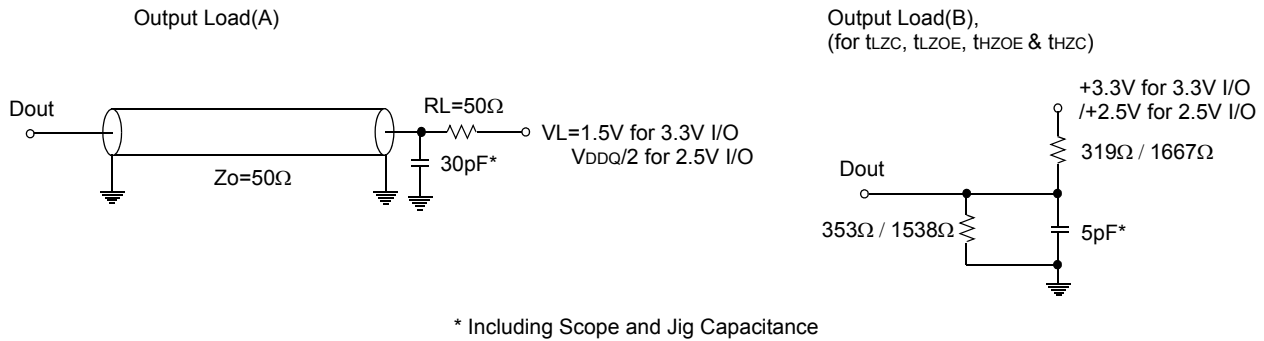 Output Load(A)
Dout
Zo=50Ω
RL=50Ω
30pF*
VL=1.5V for 3.3V I/O
VDDQ/2 for 2.5V I/O
Output Load(B),
(for tLZC, tLZOE, tHZOE & tHZC)
+3.3V for 3.3V I/O
/+2.5V for 2.5V I/O
319Ω / 1667Ω
Dout
353Ω / 1538Ω
5pF*
* Including Scope and Jig Capacitance